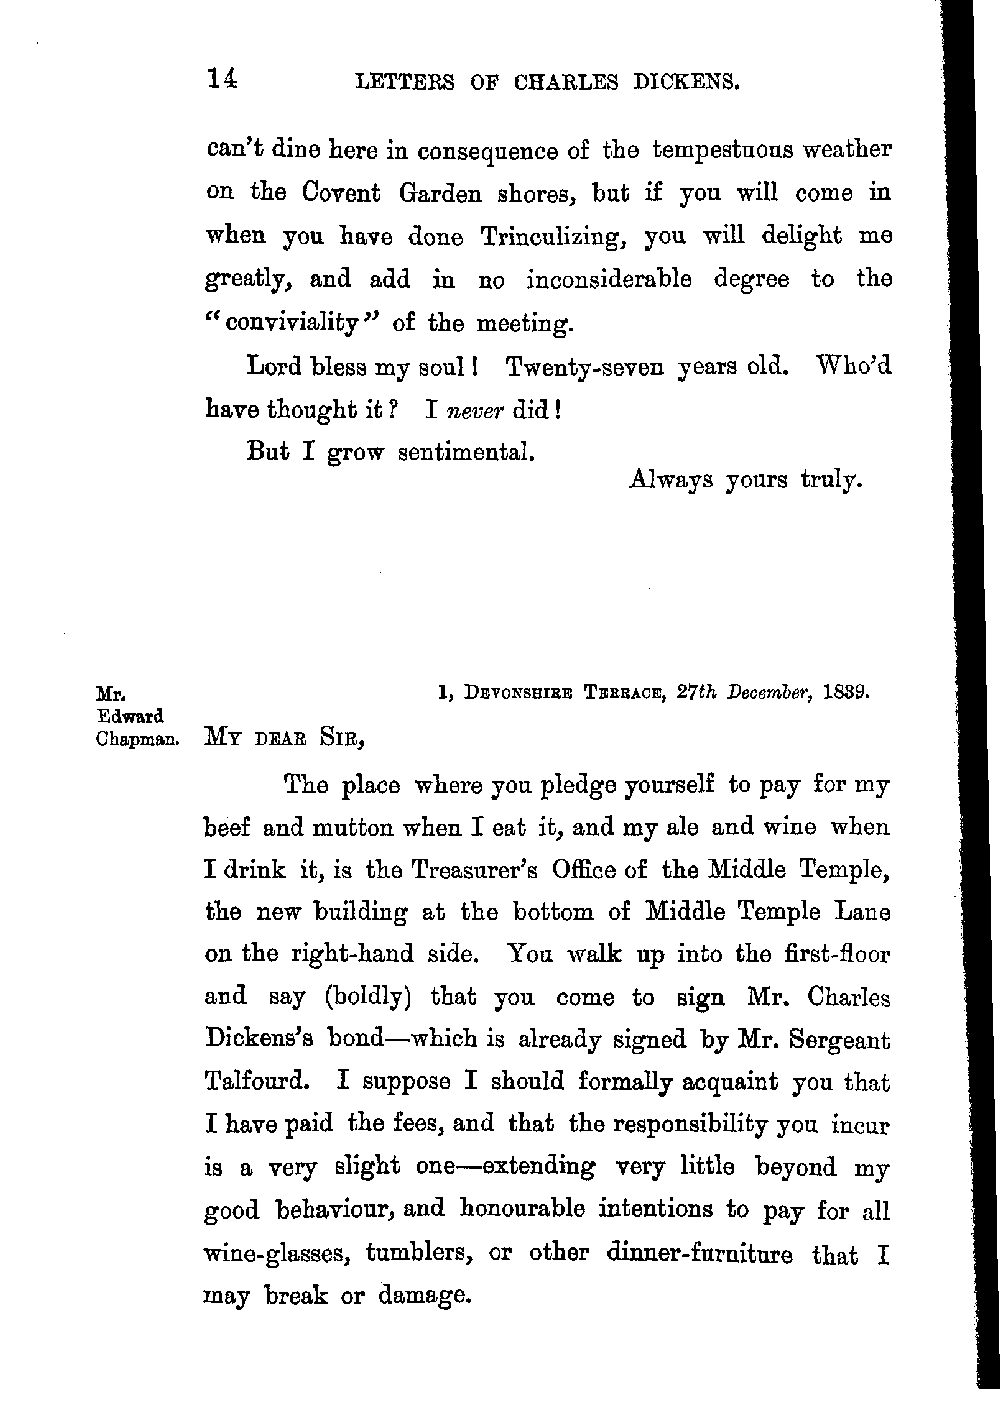 14 LETTERS OF CHARLES DICKENS.
can't dine here in consequence of the tempestuous weather
on the Covent Garden shores, but if you will come in
when you have done Trinculizing, you will delight me
greatly, and add in no inconsiderable degree to the
“conviviality” of the meeting.
Lord bless my soul! Twenty-seven years old. Who'd
have thought it? I never did!
But I grow sentimental.
Always yours truly.
Mr.
Edward
Chapman.
1, Devonshire Terrace, 27th December, 1839.
My dear Sir,
The place where you pledge yourself to pay for my
beef and mutton when I eat it, and my ale and wine when
I drink it, is the Treasurer's Office of the Middle Temple,
the new building at the bottom of Middle Temple Lane
on the right-hand side. You walk up into the first-floor
and say (boldly) that you come to sign Mr. Charles
Dickens's bond—which is already signed by Mr. Sergeant
Talfourd. I suppose I should formally acquaint you that
I have paid the fees, and that the responsibility you incur
is a very slight one—extending very little beyond my
good behaviour, and honourable intentions to pay for all
wine-glasses, tumblers, or other dinner-furniture that I
may break or damage.